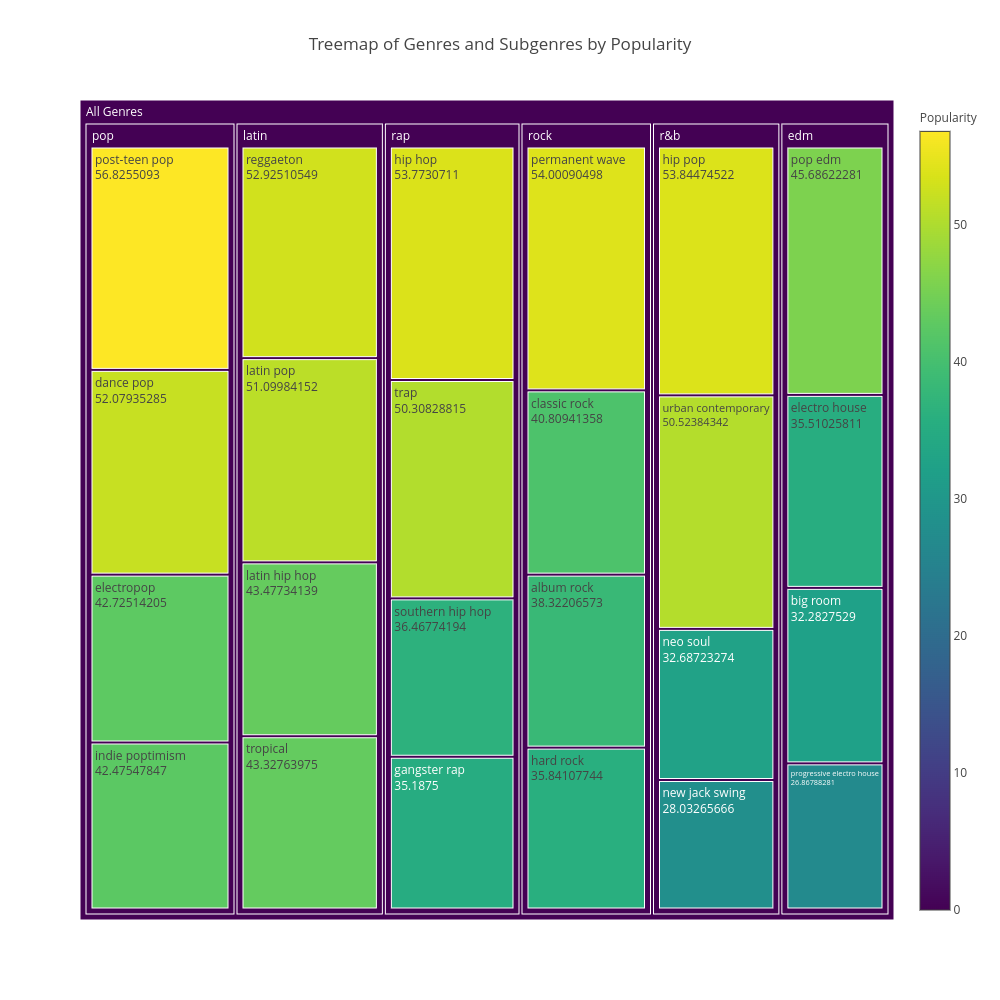 Treemap of Genres and Subgenres by Popularity
All Genres
pop
post-teen pop
56.8255093
dance pop
52.07935285
electropop
42.72514205
indie poptimism
42.47547847
latin
reggaeton
52.92510549
latin pop
51.09984152
latin hip hop
43.47734139
tropical
43.32763975
rap
hip hop
53.7730711
trap
50.30828815
southern hip hop
36.46774194
gangster rap
35.1875
rock
permanent wave
54.00090498
classic rock
40.80941358
album rock
38.32206573
hard rock
35.84107744
r&b
hip pop
53.84474522
urban contemporary
50.52384342
neo soul
32.68723274
new jack swing
28.03265666
edm
pop edm
45.68622281
electro house
35.51025811
big room
32.2827529
progressive electro house
26.86788281
Popularity
50
40
30
20
10
0